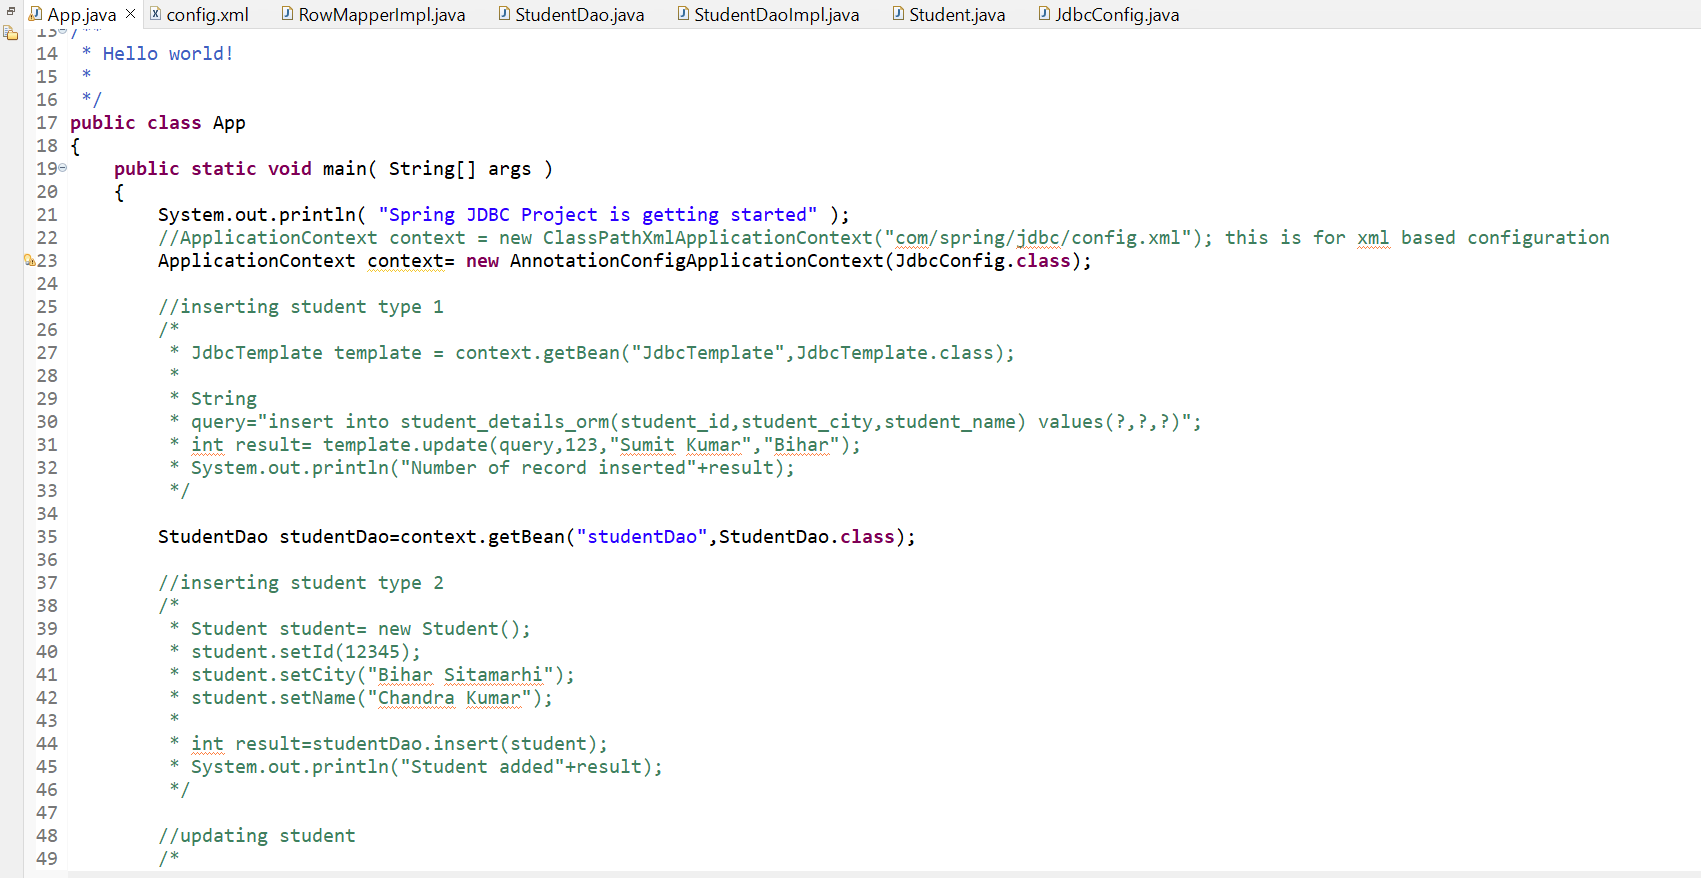 App.java config.xml RowMapperImpl.java StudentDao.java StudentDaoImpl.java Student.java JdbcConfig.java
13 /**
14  * Hello world!
15  *
16  */
17 public class App
18 {
19     public static void main( String[] args )
20     {
21         System.out.println( "Spring JDBC Project is getting started" );
22         //ApplicationContext context = new ClassPathXmlApplicationContext("com/spring/jdbc/config.xml"); this is for xml based configuration
23         ApplicationContext context= new AnnotationConfigApplicationContext(JdbcConfig.class);
24
25         //inserting student type 1
26         /*
27          * JdbcTemplate template = context.getBean("JdbcTemplate",JdbcTemplate.class);
28          *
29          * String
30          * query="insert into student_details_orm(student_id,student_city,student_name) values(?,?,?)";
31          * int result= template.update(query,123,"Sumit Kumar","Bihar");
32          * System.out.println("Number of record inserted"+result);
33          */
34
35         StudentDao studentDao=context.getBean("studentDao",StudentDao.class);
36
37         //inserting student type 2
38         /*
39          * Student student= new Student();
40          * student.setId(12345);
41          * student.setCity("Bihar Sitamarhi");
42          * student.setName("Chandra Kumar");
43          *
44          * int result=studentDao.insert(student);
45          * System.out.println("Student added"+result);
46          */
47
48         //updating student
49         /*